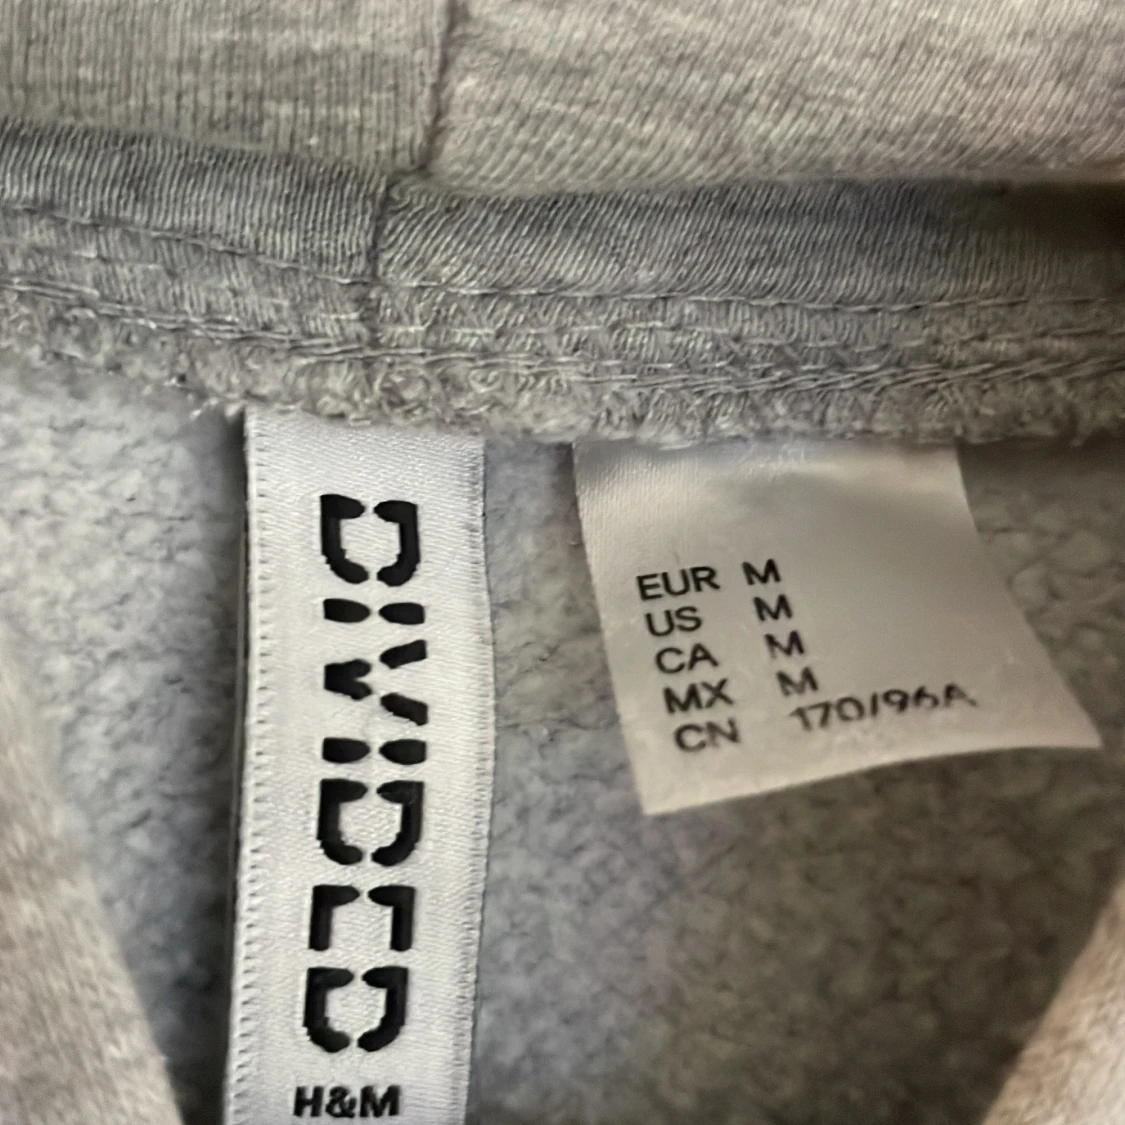 DIVIDED
H&M
EUR M
US M
CA M
MX M
CN 170/96A